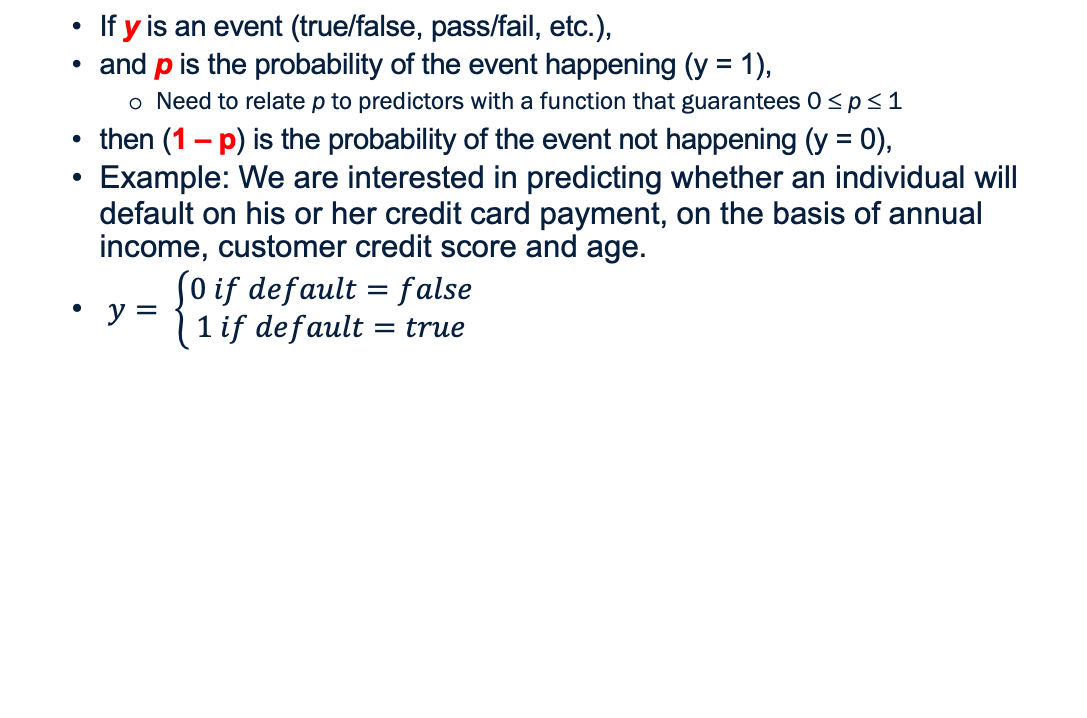 • If y is an event (true/false, pass/fail, etc.),
• and p is the probability of the event happening (y = 1),
o Need to relate p to predictors with a function that guarantees 0 ≤ p ≤ 1
• then (1 – p) is the probability of the event not happening (y = 0),
• Example: We are interested in predicting whether an individual will
default on his or her credit card payment, on the basis of annual
income, customer credit score and age.
• y = {0 if default = false
1 if default = true